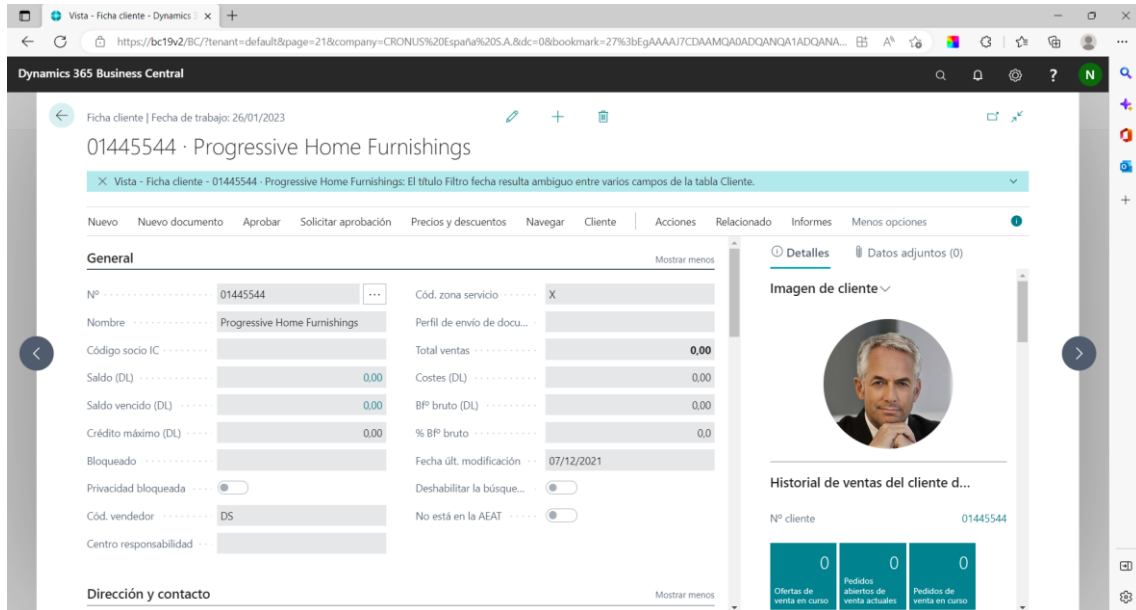 Vista - Ficha cliente - Dynamics 3
https://bc19v2/BC/?tenant=default&page=21&company=CRONUS%20España%20S.A.&dc=0&bookmark=27%3bEgAAAAJ7CDAAMQA0ADQANQA1ADQANA...
Dynamics 365 Business Central
N
Ficha cliente | Fecha de trabajo: 26/01/2023
01445544 · Progressive Home Furnishings
Vista - Ficha cliente - 01445544 · Progressive Home Furnishings: El título Filtro fecha resulta ambiguo entre varios campos de la tabla Cliente.
Nuevo Nuevo documento Aprobar Solicitar aprobación Precios y descuentos Navegar Cliente Acciones Relacionado Informes Menos opciones
General Mostrar menos
Nº 01445544 ...
Nombre Progressive Home Furnishings
Código socio IC
Saldo (DL) 0,00
Saldo vencido (DL) 0,00
Crédito máximo (DL) 0,00
Bloqueado
Privacidad bloqueada
Cód. vendedor DS
Centro responsabilidad
Cód. zona servicio X
Perfil de envío de docu...
Total ventas 0,00
Costes (DL) 0,00
Bfº bruto (DL) 0,00
% Bfº bruto 0,0
Fecha últ. modificación 07/12/2021
Deshabilitar la búsque...
No está en la AEAT
Dirección y contacto Mostrar menos
Detalles Datos adjuntos (0)
Imagen de cliente
Historial de ventas del cliente d...
Nº cliente 01445544
0
Ofertas de
venta en curso
0
Pedidos
abiertos de
venta actuales
0
Pedidos de
venta en curso